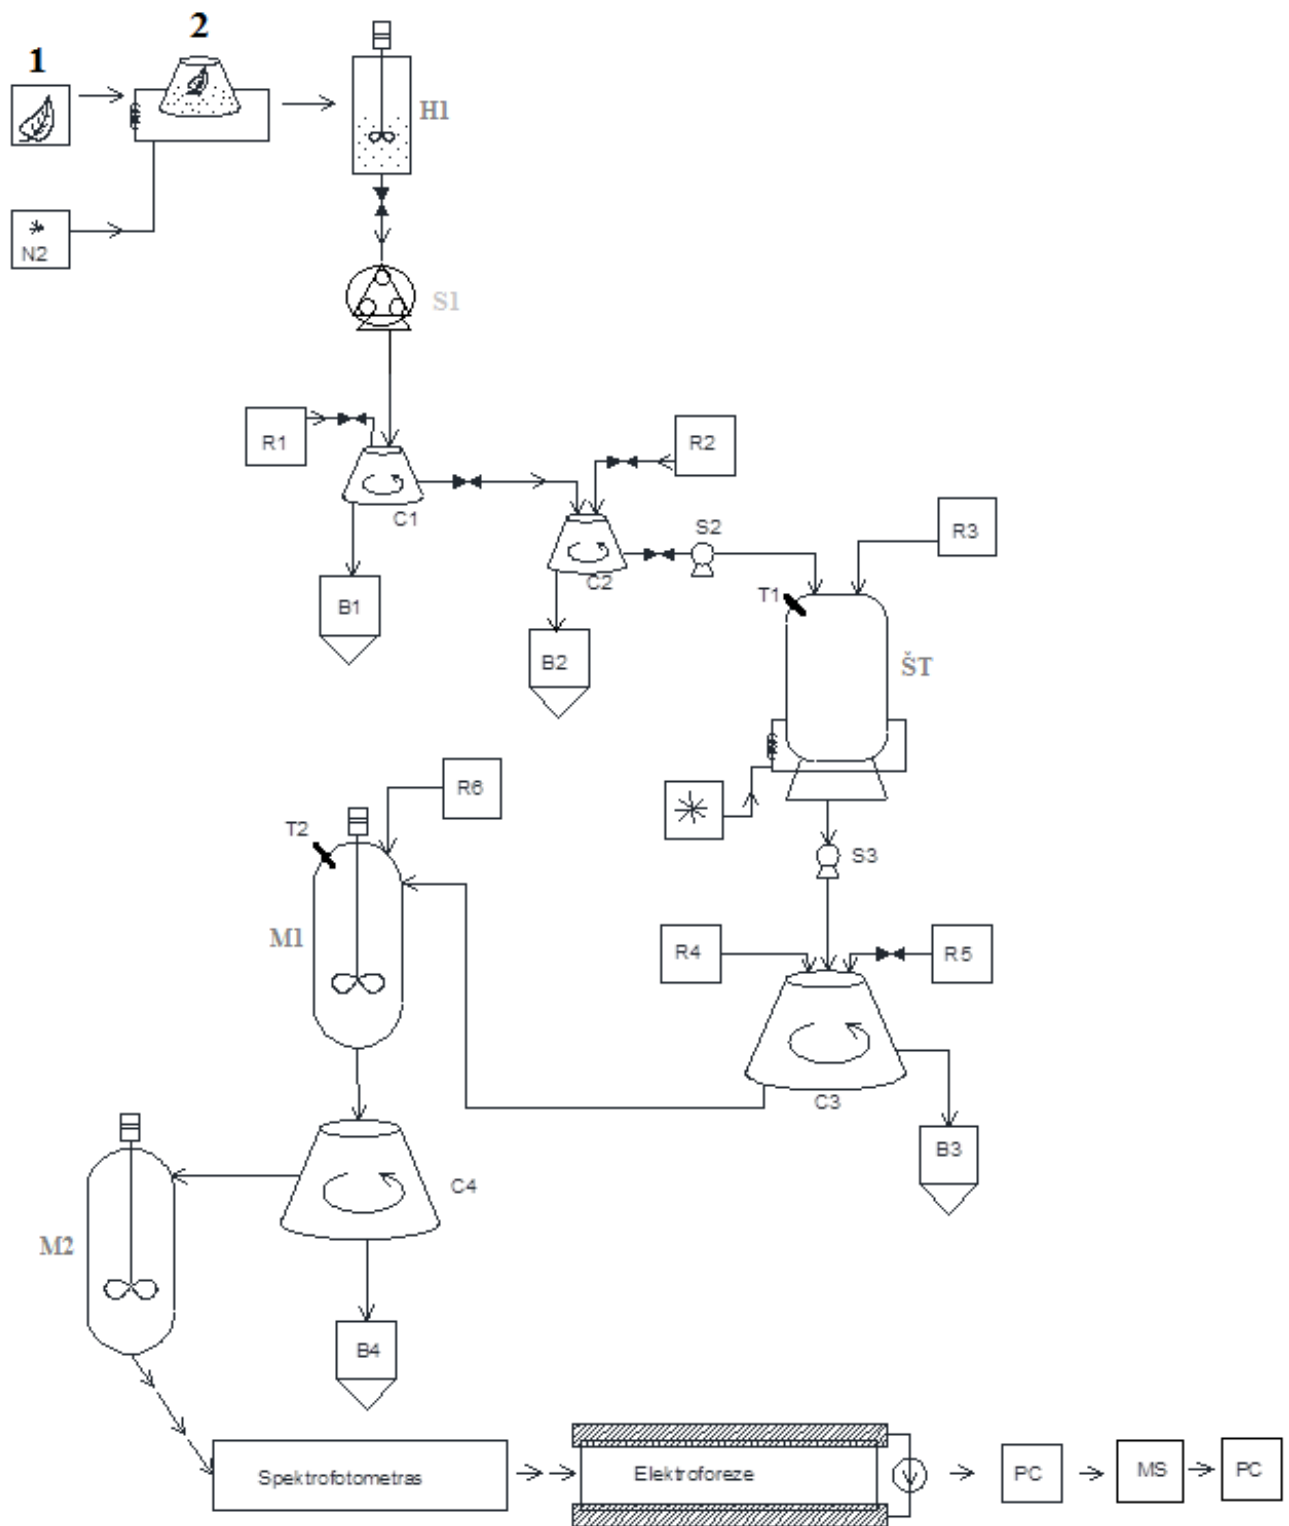 2
1
H1
N2
S1
R1
R2
C1
S2
R3
C2
T1
B1
B2
ŠT
R6
T2
S3
M1
R4
R5
C3
B3
C4
M2
B4
Spektrofotometras
Elektroforeze
PC
MS
PC